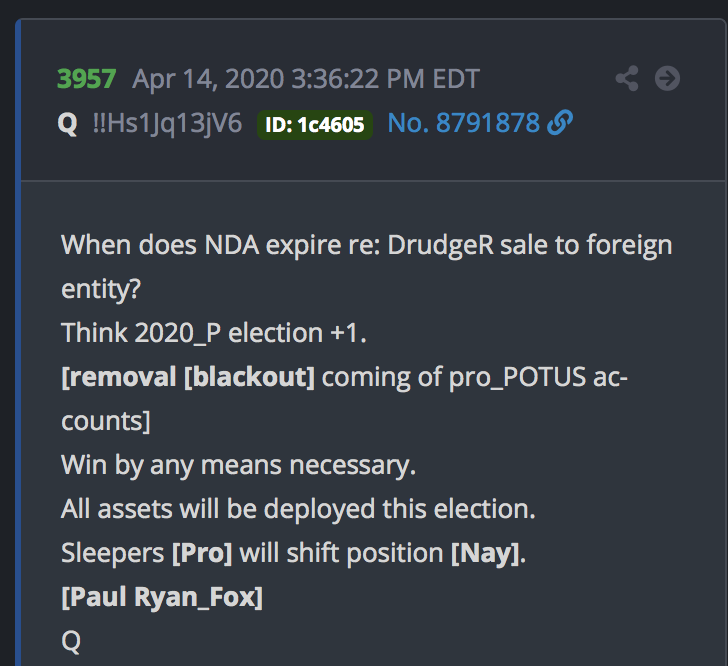 3957 Apr 14, 2020 3:36:22 PM EDT
Q !!Hs1Jq13jV6 ID: 1c4605 No. 8791878
When does NDA expire re: DrudgeR sale to foreign
entity?
Think 2020_P election +1.
[removal [blackout] coming of pro_POTUS ac-
counts]
Win by any means necessary.
All assets will be deployed this election.
Sleepers [Pro] will shift position [Nay].
[Paul Ryan_Fox]
Q